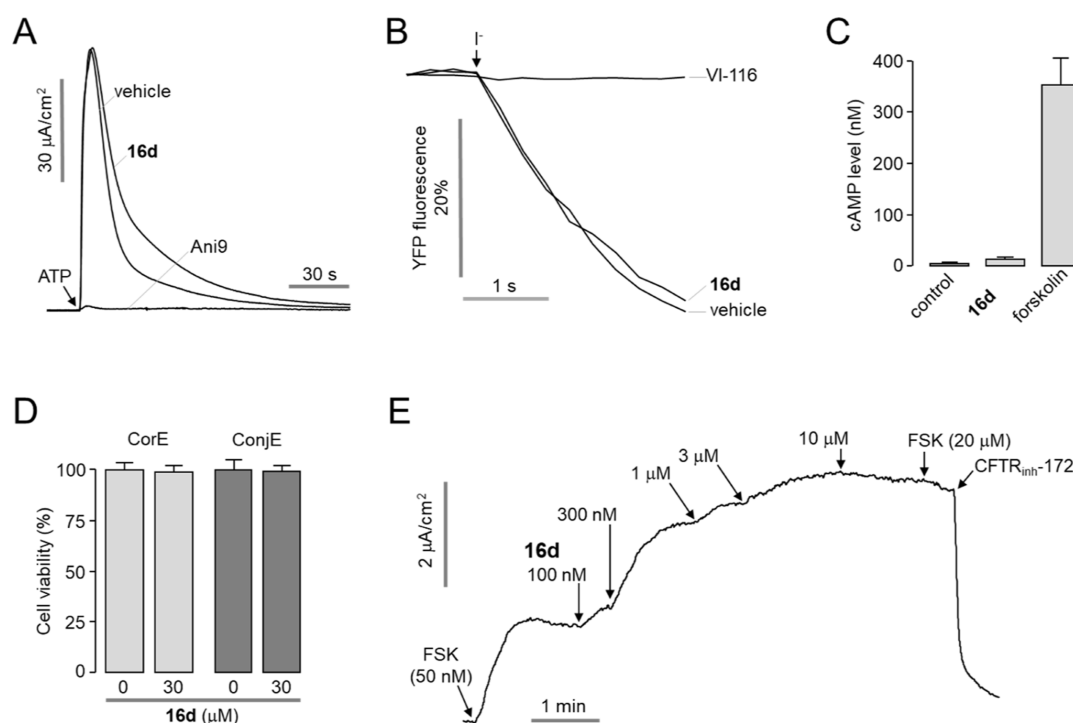 A
30 μA/cm²
vehicle
16d
Ani9
ATP
30 s
B
I⁻
VI-116
YFP fluorescence
20%
1 s
16d
vehicle
C
cAMP level (nM)
400
300
200
100
0
control
16d
forskolin
D
CorE
ConjE
Cell viability (%)
100
75
50
25
0
0
30
0
30
16d (μM)
E
2 μA/cm²
FSK
(50 nM)
16d
100 nM
300 nM
1 μM
3 μM
10 μM
FSK (20 μM)
CFTRinh-172
1 min